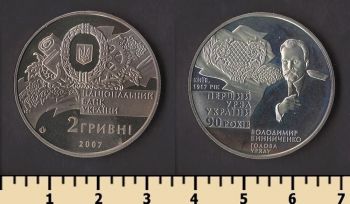 НАЦІОНАЛЬНИЙ
БАНК
УКРАЇНИ
2 ГРИВНІ
2007
КИЇВ,
1917 РІК
ПЕРШИЙ
УРЯД
УКРАЇНИ
90 РОКІВ
ВОЛОДИМИР
ВИННИЧЕНКО
ГОЛОВА
УРЯДУ
1 2 3 4 5 6 7